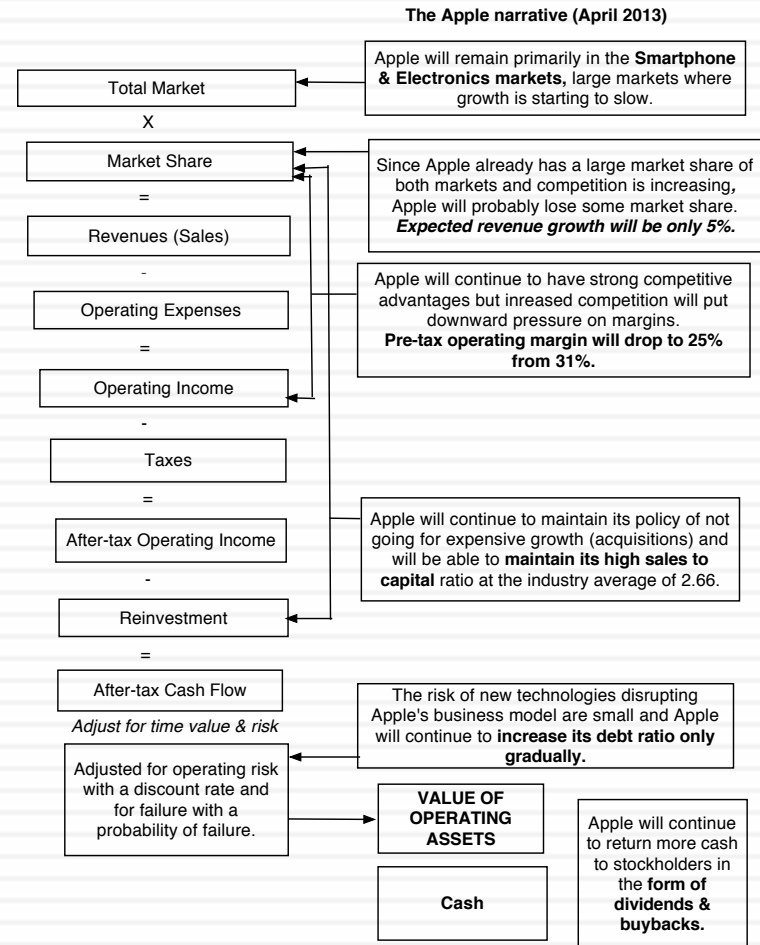 The Apple narrative (April 2013)
Apple will remain primarily in the Smartphone
& Electronics markets, large markets where
growth is starting to slow.
Total Market
X
Market Share
Since Apple already has a large market share of
both markets and competition is increasing,
Apple will probably lose some market share.
Expected revenue growth will be only 5%.
=
Revenues (Sales)
-
Apple will continue to have strong competitive
advantages but inreased competition will put
downward pressure on margins.
Pre-tax operating margin will drop to 25%
from 31%.
Operating Expenses
=
Operating Income
-
Taxes
=
After-tax Operating Income
Apple will continue to maintain its policy of not
going for expensive growth (acquisitions) and
will be able to maintain its high sales to
capital ratio at the industry average of 2.66.
-
Reinvestment
=
After-tax Cash Flow
Adjust for time value & risk
The risk of new technologies disrupting
Apple's business model are small and Apple
will continue to increase its debt ratio only
gradually.
Adjusted for operating risk
with a discount rate and
for failure with a
probability of failure.
VALUE OF
OPERATING
ASSETS
Cash
Apple will continue
to return more cash
to stockholders in
the form of
dividends &
buybacks.